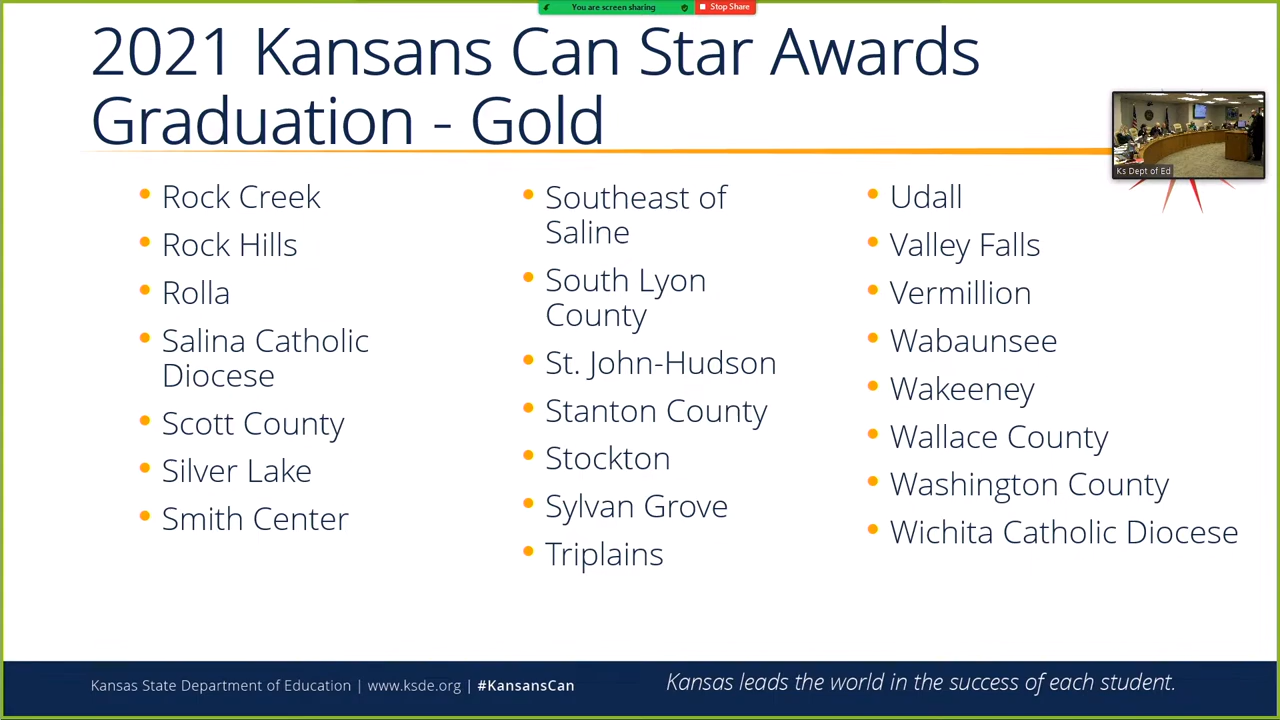 You are screen sharing
Stop Share
2021 Kansans Can Star Awards
Graduation - Gold
Ks Dept of Ed
Rock Creek
Rock Hills
Rolla
Salina Catholic
Diocese
Scott County
Silver Lake
Smith Center
Southeast of
Saline
South Lyon
County
St. John-Hudson
Stanton County
Stockton
Sylvan Grove
Triplains
Udall
Valley Falls
Vermillion
Wabaunsee
Wakeeney
Wallace County
Washington County
Wichita Catholic Diocese
Kansas State Department of Education | www.ksde.org | #KansansCan
Kansas leads the world in the success of each student.